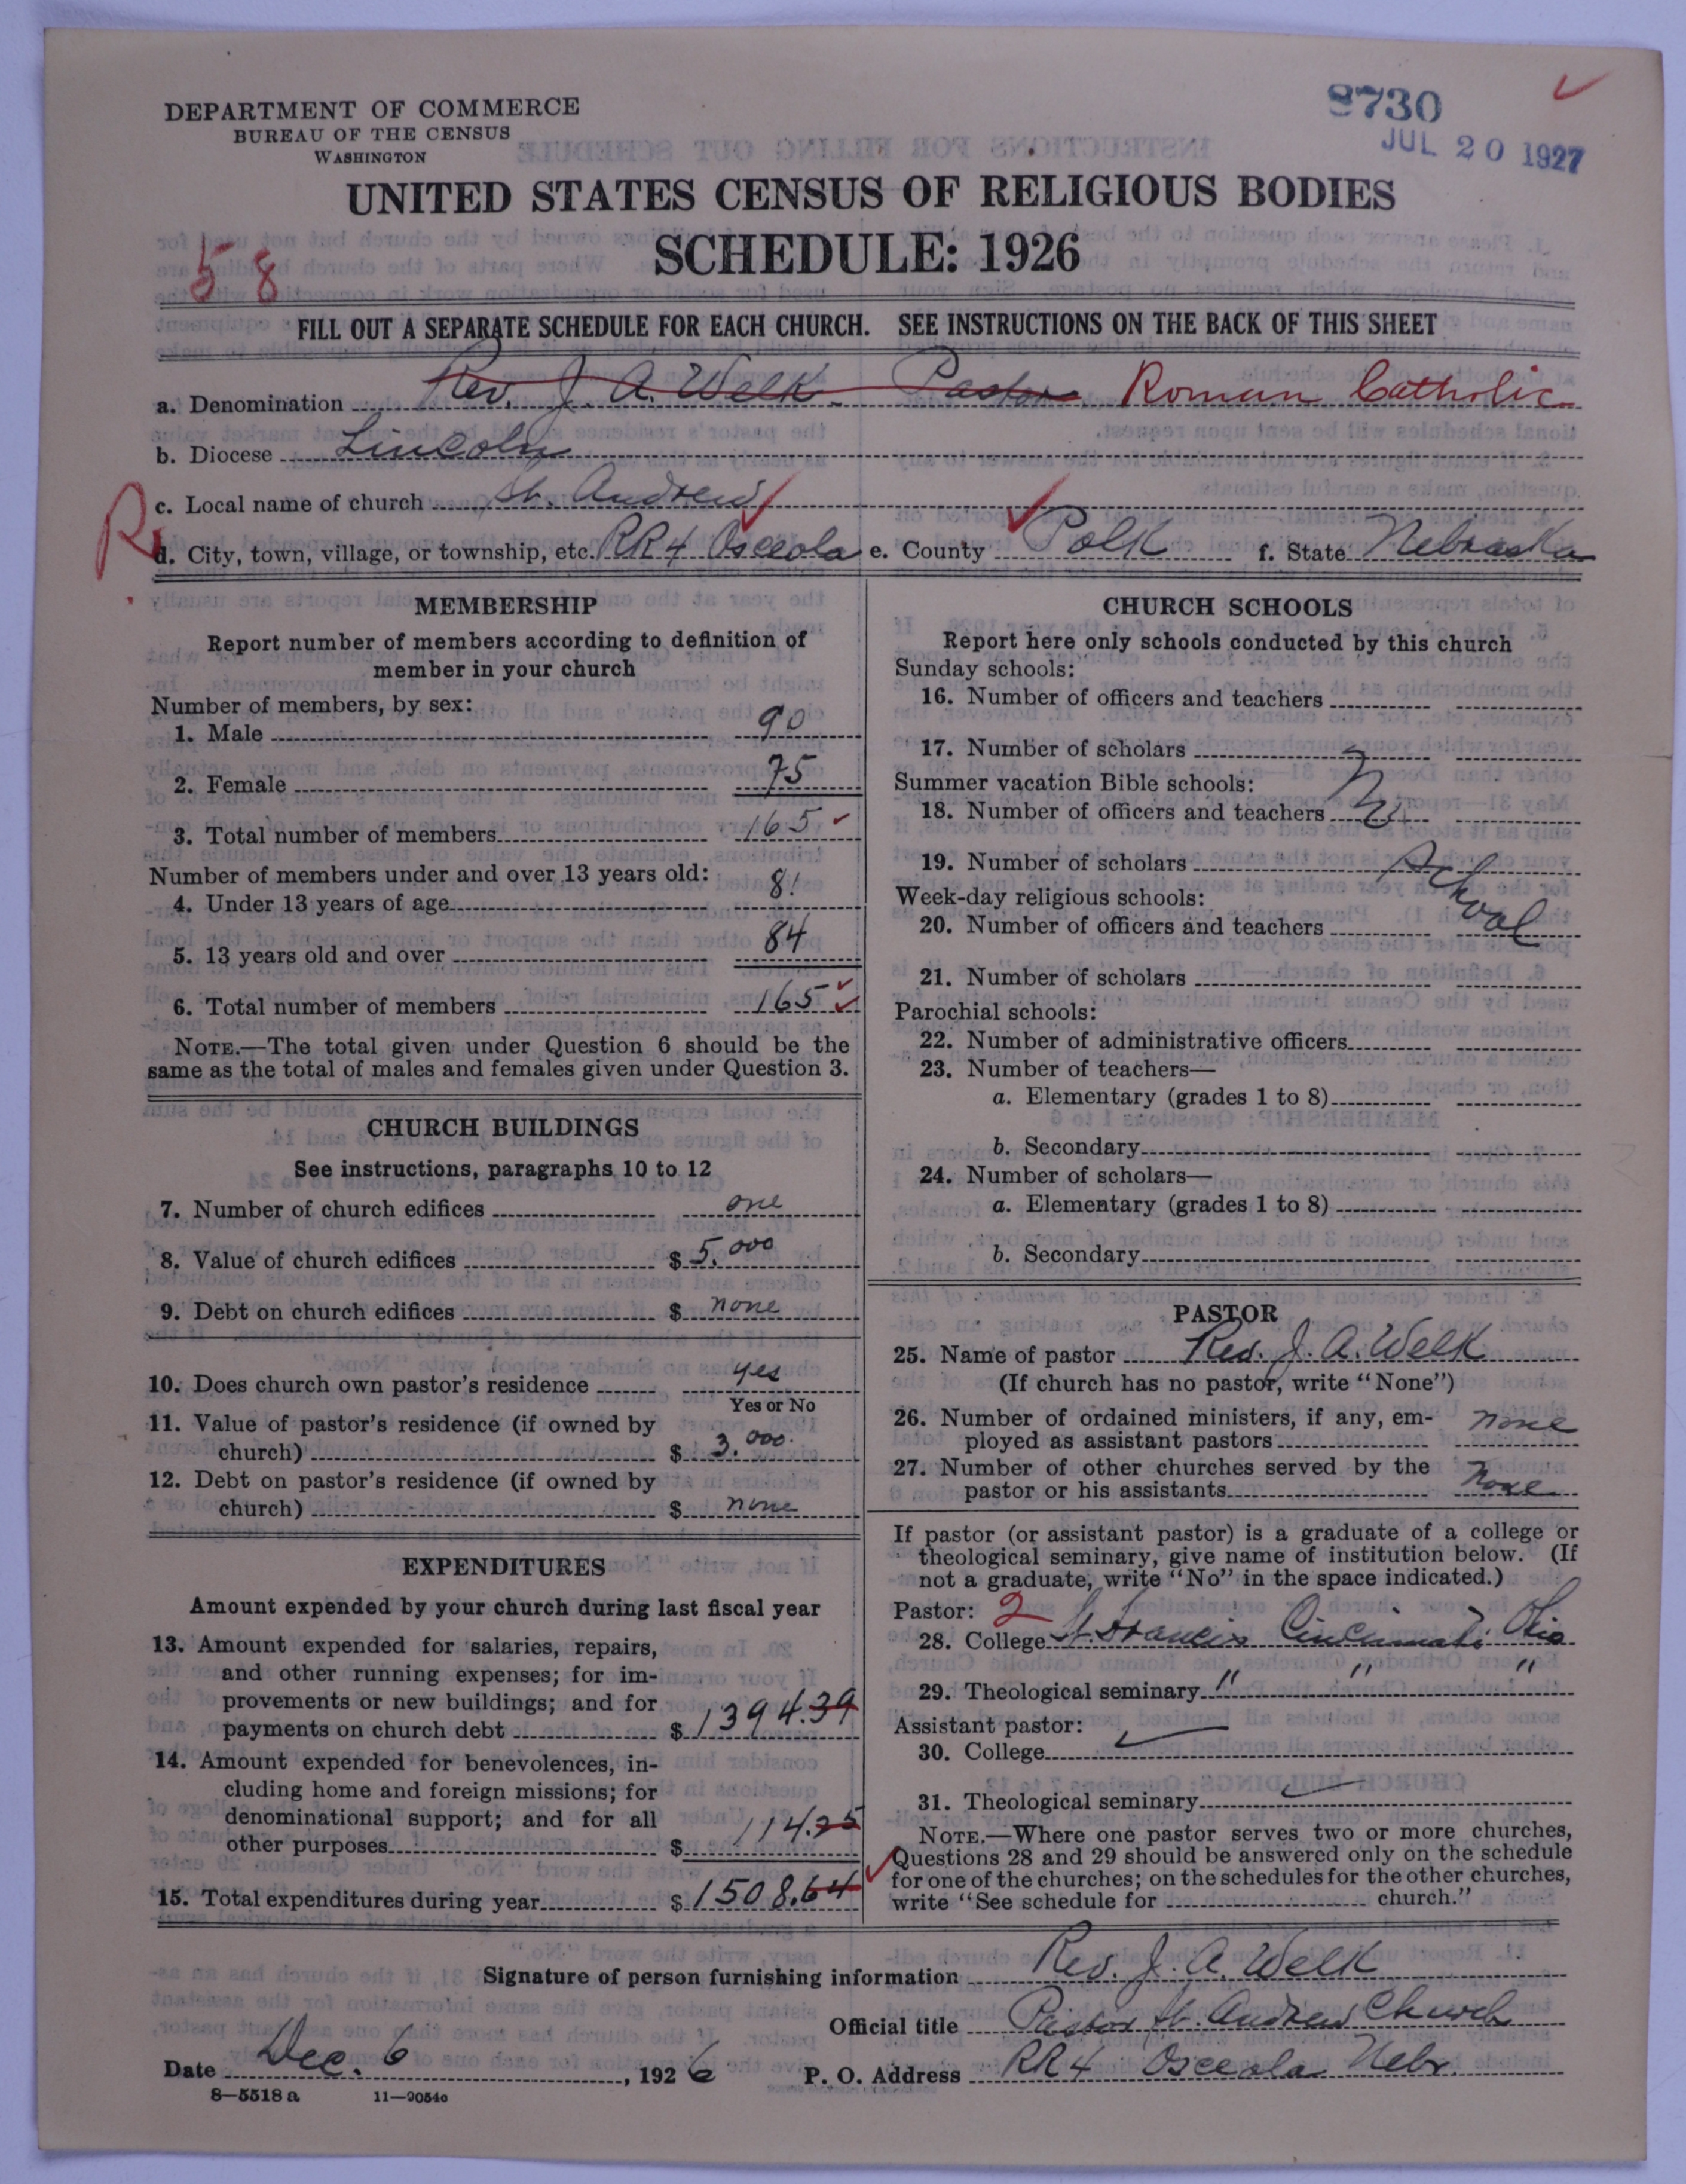 DEPARTMENT OF COMMERCE
BUREAU OF THE CENSUS
WASHINGTON
8730
JUL 20 1927
UNITED STATES CENSUS OF RELIGIOUS BODIES
SCHEDULE: 1926
58
FILL OUT A SEPARATE SCHEDULE FOR EACH CHURCH. SEE INSTRUCTIONS ON THE BACK OF THIS SHEET
a. Denomination Rev. J. A. Welk Pastor Roman Catholic
b. Diocese Lincoln
c. Local name of church St. Andrew
R
d. City, town, village, or township, etc. RR4 Osceola e. County Polk f. State Nebraska
MEMBERSHIP
Report number of members according to definition of
member in your church
Number of members, by sex:
1. Male 90
2. Female 75
3. Total number of members 165
Number of members under and over 13 years old:
4. Under 13 years of age 81
5. 13 years old and over 84
6. Total number of members 165
NOTE.—The total given under Question 6 should be the
same as the total of males and females given under Question 3.
CHURCH BUILDINGS
See instructions, paragraphs 10 to 12
7. Number of church edifices one
8. Value of church edifices $ 5.000
9. Debt on church edifices $ none
10. Does church own pastor's residence yes
Yes or No
11. Value of pastor's residence (if owned by
church) $ 3.000.
12. Debt on pastor's residence (if owned by
church) $ none
EXPENDITURES
Amount expended by your church during last fiscal year
13. Amount expended for salaries, repairs,
and other running expenses; for im-
provements or new buildings; and for
payments on church debt $ 1394.39
14. Amount expended for benevolences, in-
cluding home and foreign missions; for
denominational support; and for all
other purposes $ 114.25
15. Total expenditures during year $ 1508.64
CHURCH SCHOOLS
Report here only schools conducted by this church
Sunday schools:
16. Number of officers and teachers
17. Number of scholars
Summer vacation Bible schools:
18. Number of officers and teachers
No
19. Number of scholars
School
Week-day religious schools:
20. Number of officers and teachers
21. Number of scholars
Parochial schools:
22. Number of administrative officers
23. Number of teachers—
a. Elementary (grades 1 to 8)
b. Secondary
24. Number of scholars—
a. Elementary (grades 1 to 8)
b. Secondary
PASTOR
25. Name of pastor Rev. J. A. Welk
(If church has no pastor, write "None")
26. Number of ordained ministers, if any, em-
ployed as assistant pastors none
27. Number of other churches served by the
pastor or his assistants none
If pastor (or assistant pastor) is a graduate of a college or
theological seminary, give name of institution below. (If
not a graduate, write "No" in the space indicated.)
Pastor: 2
28. College St. Francis Cincinnati Ohio
29. Theological seminary " " "
Assistant pastor:
30. College
31. Theological seminary
NOTE.—Where one pastor serves two or more churches,
Questions 28 and 29 should be answered only on the schedule
for one of the churches; on the schedules for the other churches,
write "See schedule for church."
Signature of person furnishing information Rev. J. A. Welk
Official title Pastor St. Andrew Church
Date Dec. 6, 1926 P. O. Address RR4 Osceola Nebr.
8—5518 a 11—9054c